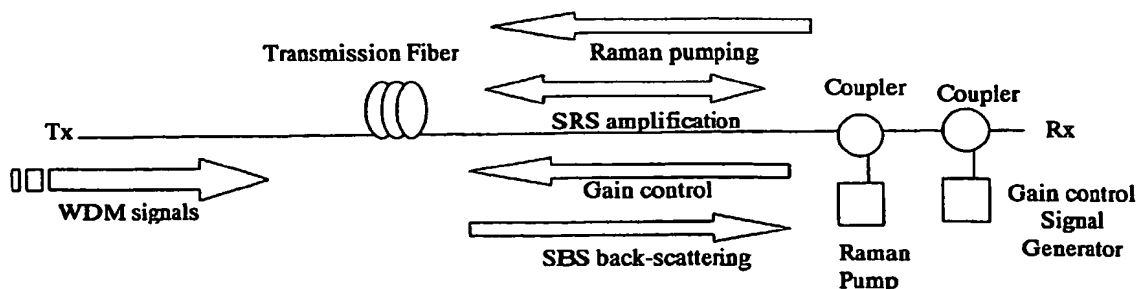 Raman pumping
Transmission Fiber
Coupler
Coupler
SRS amplification
Tx
Rx
WDM signals
Gain control
SBS back-scattering
Raman
Pump
Gain control
Signal
Generator